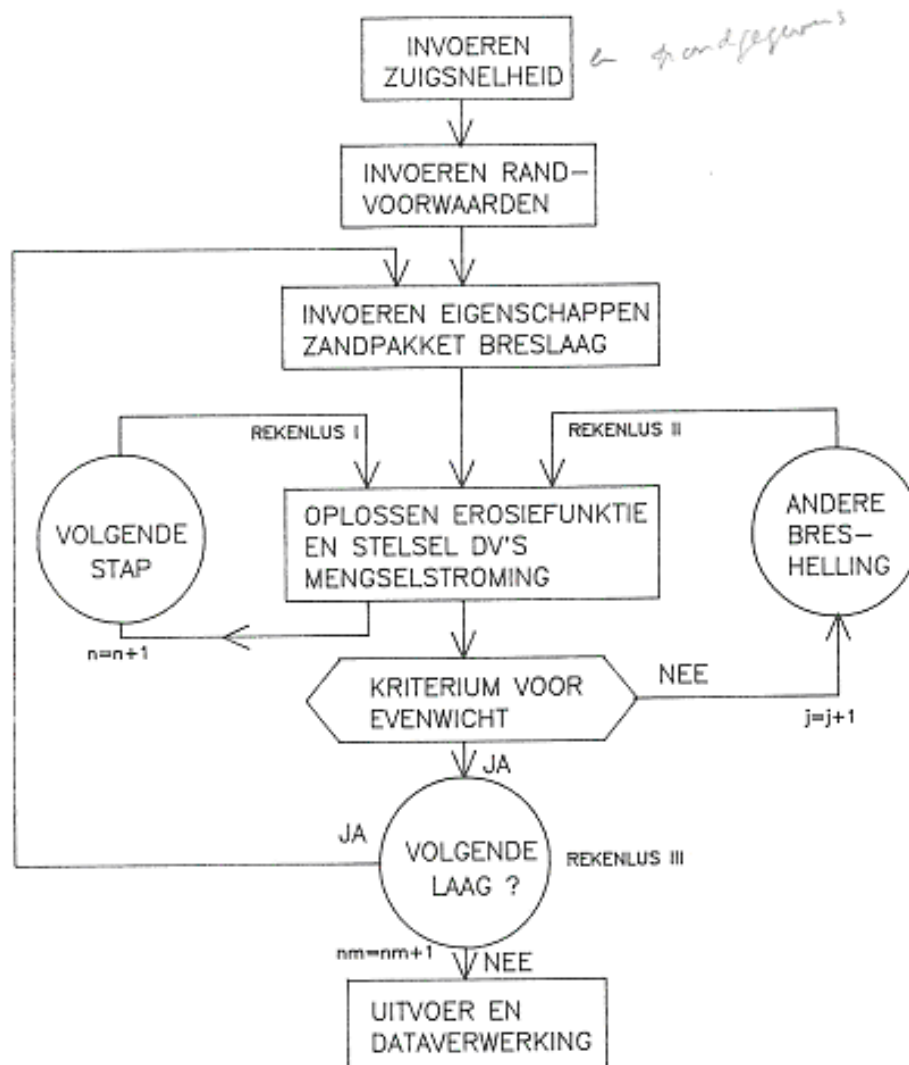 INVOEREN
ZUIGSNELHEID
en
INVOEREN RAND-
VOORWAARDEN
INVOEREN EIGENSCHAPPEN
ZANDPAKKET BRESLAAG
REKENLUS I
REKENLUS II
VOLGENDE
STAP
OPLOSSEN EROSIEFUNKTIE
EN STELSEL DV'S
MENGSELSTROMING
ANDERE
BRES-
HELLING
n=n+1
KRITERIUM VOOR
EVENWICHT
NEE
j=j+1
JA
JA
VOLGENDE
LAAG ?
REKENLUS III
nm=nm+1
NEE
UITVOER EN
DATAVERWERKING